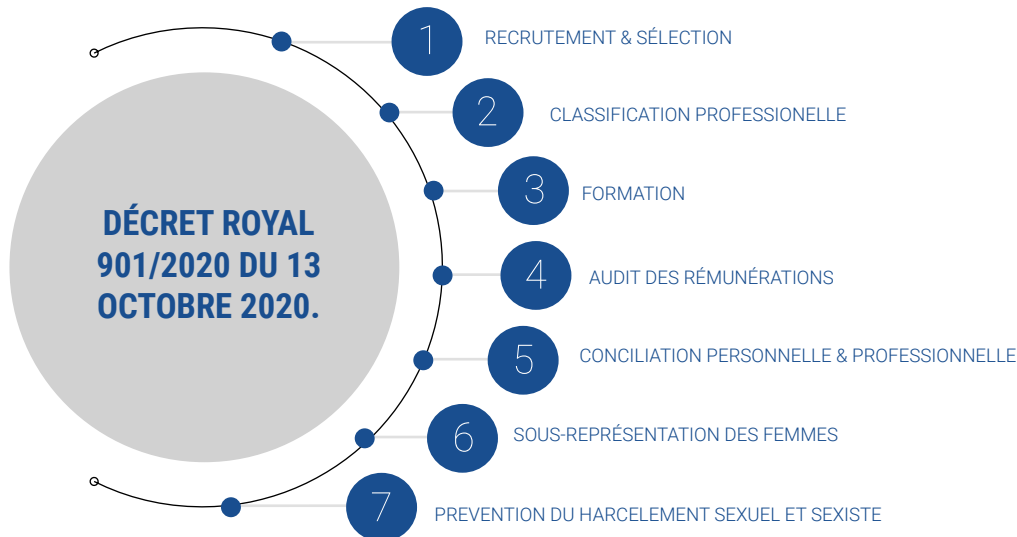 DÉCRET ROYAL
901/2020 DU 13
OCTOBRE 2020.
1 RECRUTEMENT & SÉLECTION
2 CLASSIFICATION PROFESSIONELLE
3 FORMATION
4 AUDIT DES RÉMUNÉRATIONS
5 CONCILIATION PERSONNELLE & PROFESSIONNELLE
6 SOUS-REPRÉSENTATION DES FEMMES
7 PREVENTION DU HARCELEMENT SEXUEL ET SEXISTE